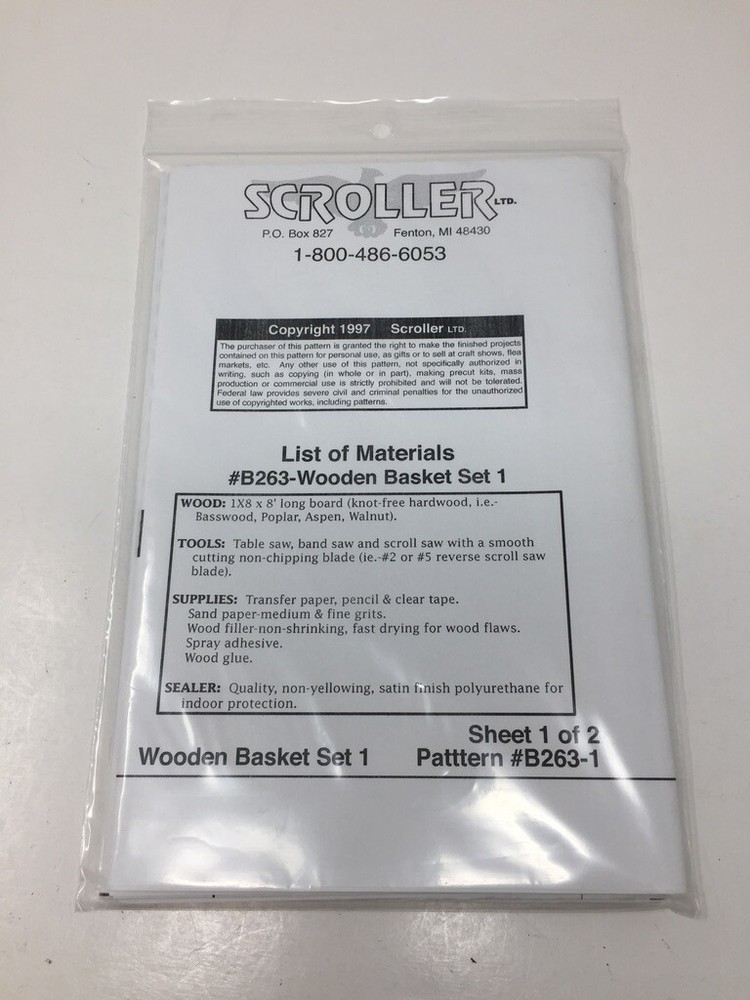 SCROLLER LTD.
P.O. Box 827 Fenton, MI 48430
1-800-486-6053
Copyright 1997 Scroller LTD.
The purchaser of this pattern is granted the right to make the finished projects
contained on this pattern for personal use, as gifts or to sell at craft shows, flea
markets, etc. Any other use of this pattern, not specifically authorized in
writing, such as copying (in whole or in part), making precut kits, mass
production or commercial use is strictly prohibited and will not be tolerated.
Federal law provides severe civil and criminal penalties for the unauthorized
use of copyrighted works, including patterns.
List of Materials
#B263-Wooden Basket Set 1
WOOD: 1X8 x 8' long board (knot-free hardwood, i.e.-
Basswood, Poplar, Aspen, Walnut).
TOOLS: Table saw, band saw and scroll saw with a smooth
cutting non-chipping blade (ie.-#2 or #5 reverse scroll saw
blade).
SUPPLIES: Transfer paper, pencil & clear tape.
Sand paper-medium & fine grits.
Wood filler-non-shrinking, fast drying for wood flaws.
Spray adhesive.
Wood glue.
SEALER: Quality, non-yellowing, satin finish polyurethane for
indoor protection.
Sheet 1 of 2
Wooden Basket Set 1 Patttern #B263-1